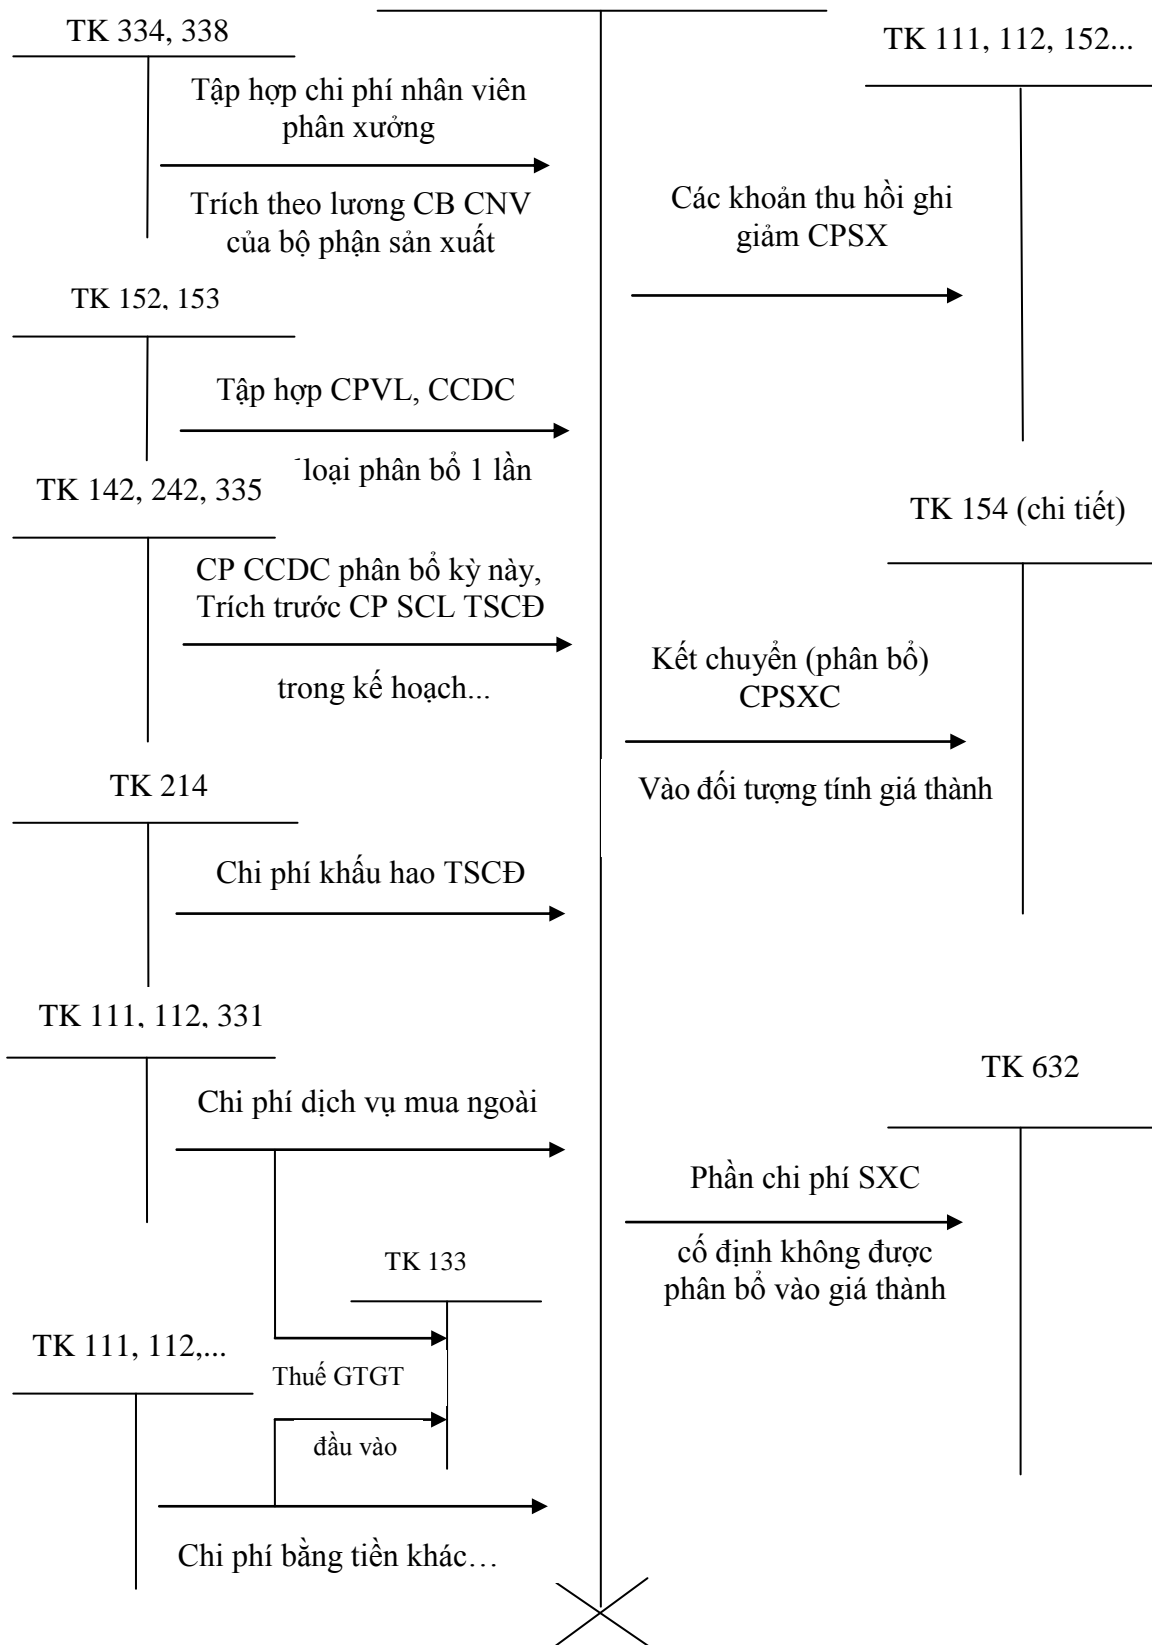 TK 334, 338
Tập hợp chi phí nhân viên
phân xưởng
Trích theo lương CB CNV
của bộ phận sản xuất
TK 152, 153
Tập hợp CPVL, CCDC
loại phân bổ 1 lần
TK 142, 242, 335
CP CCDC phân bổ kỳ này,
Trích trước CP SCL TSCĐ
trong kế hoạch...
TK 214
Chi phí khấu hao TSCĐ
TK 111, 112, 331
Chi phí dịch vụ mua ngoài
TK 133
TK 111, 112,...
Thuế GTGT
đầu vào
Chi phí bằng tiền khác…
TK 111, 112, 152...
Các khoản thu hồi ghi
giảm CPSX
TK 154 (chi tiết)
Kết chuyển (phân bổ)
CPSXC
Vào đối tượng tính giá thành
TK 632
Phần chi phí SXC
cố định không được
phân bổ vào giá thành